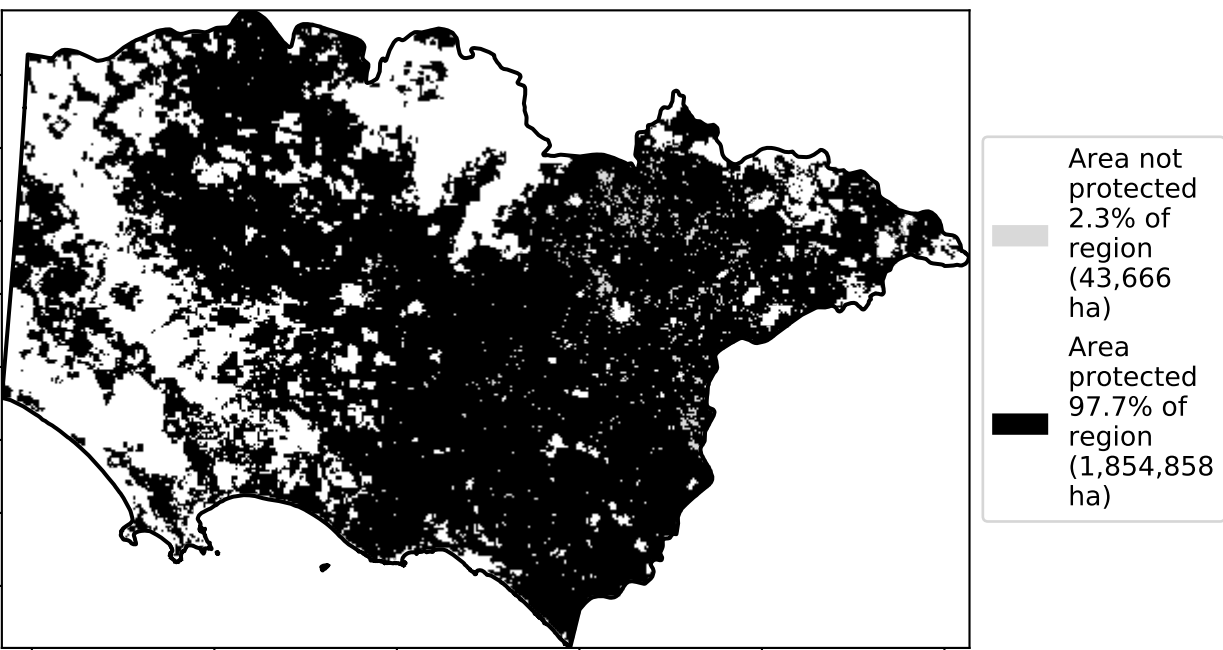 Area not
protected
2.3% of
region
(43,666
ha)
Area
protected
97.7% of
region
(1,854,858
ha)